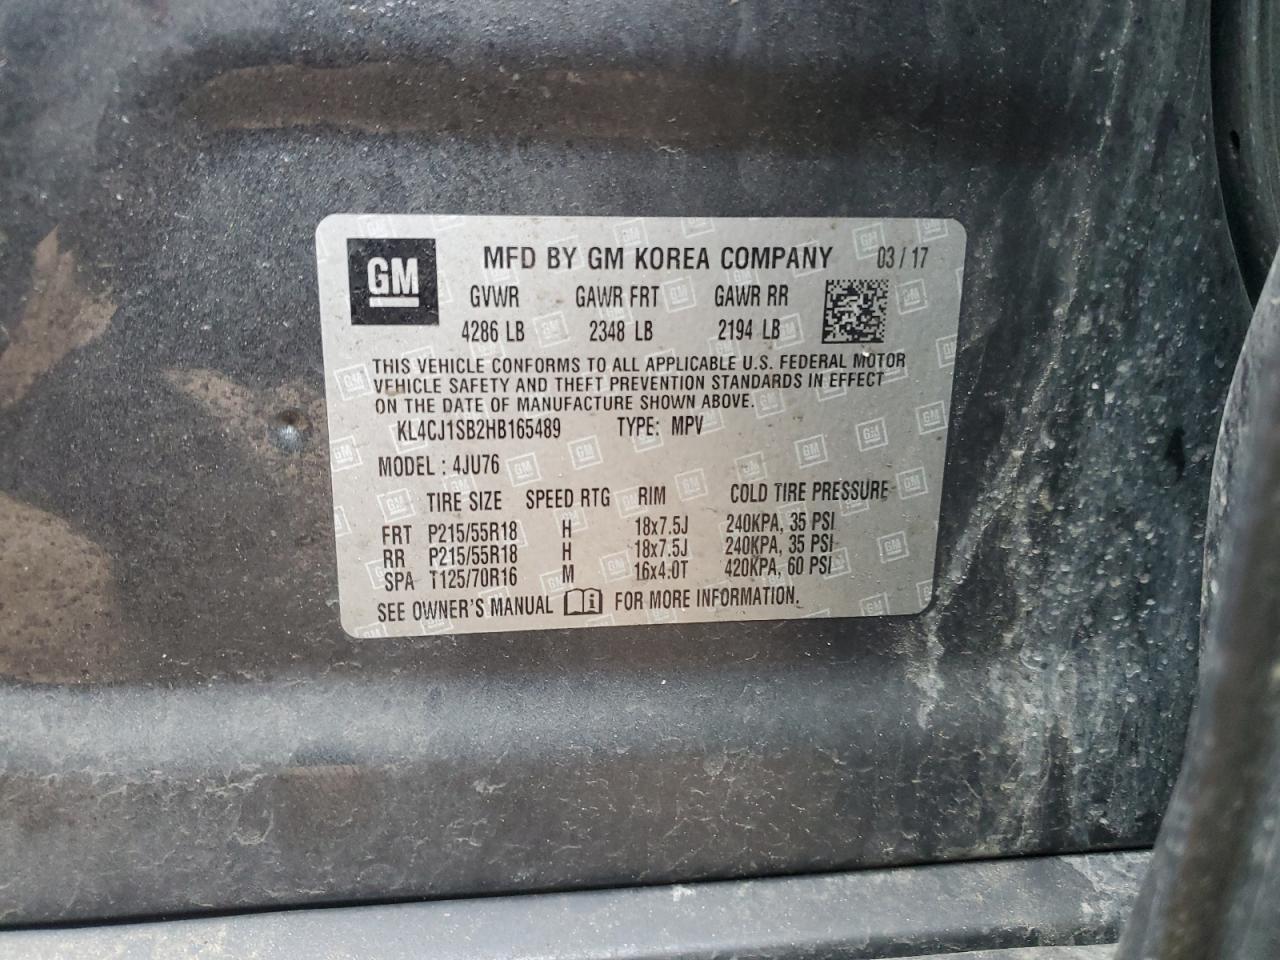 GM MFD BY GM KOREA COMPANY 03 / 17
GVWR GAWR FRT GAWR RR
4286 LB 2348 LB 2194 LB
THIS VEHICLE CONFORMS TO ALL APPLICABLE U.S. FEDERAL MOTOR
VEHICLE SAFETY AND THEFT PREVENTION STANDARDS IN EFFECT
ON THE DATE OF MANUFACTURE SHOWN ABOVE.
KL4CJ1SB2HB165489 TYPE: MPV
MODEL : 4JU76
TIRE SIZE SPEED RTG RIM COLD TIRE PRESSURE
FRT P215/55R18 H 18x7.5J 240KPA, 35 PSI
RR P215/55R18 H 18x7.5J 240KPA, 35 PSI
SPA T125/70R16 M 16x4.0T 420KPA, 60 PSI
SEE OWNER'S MANUAL FOR MORE INFORMATION.